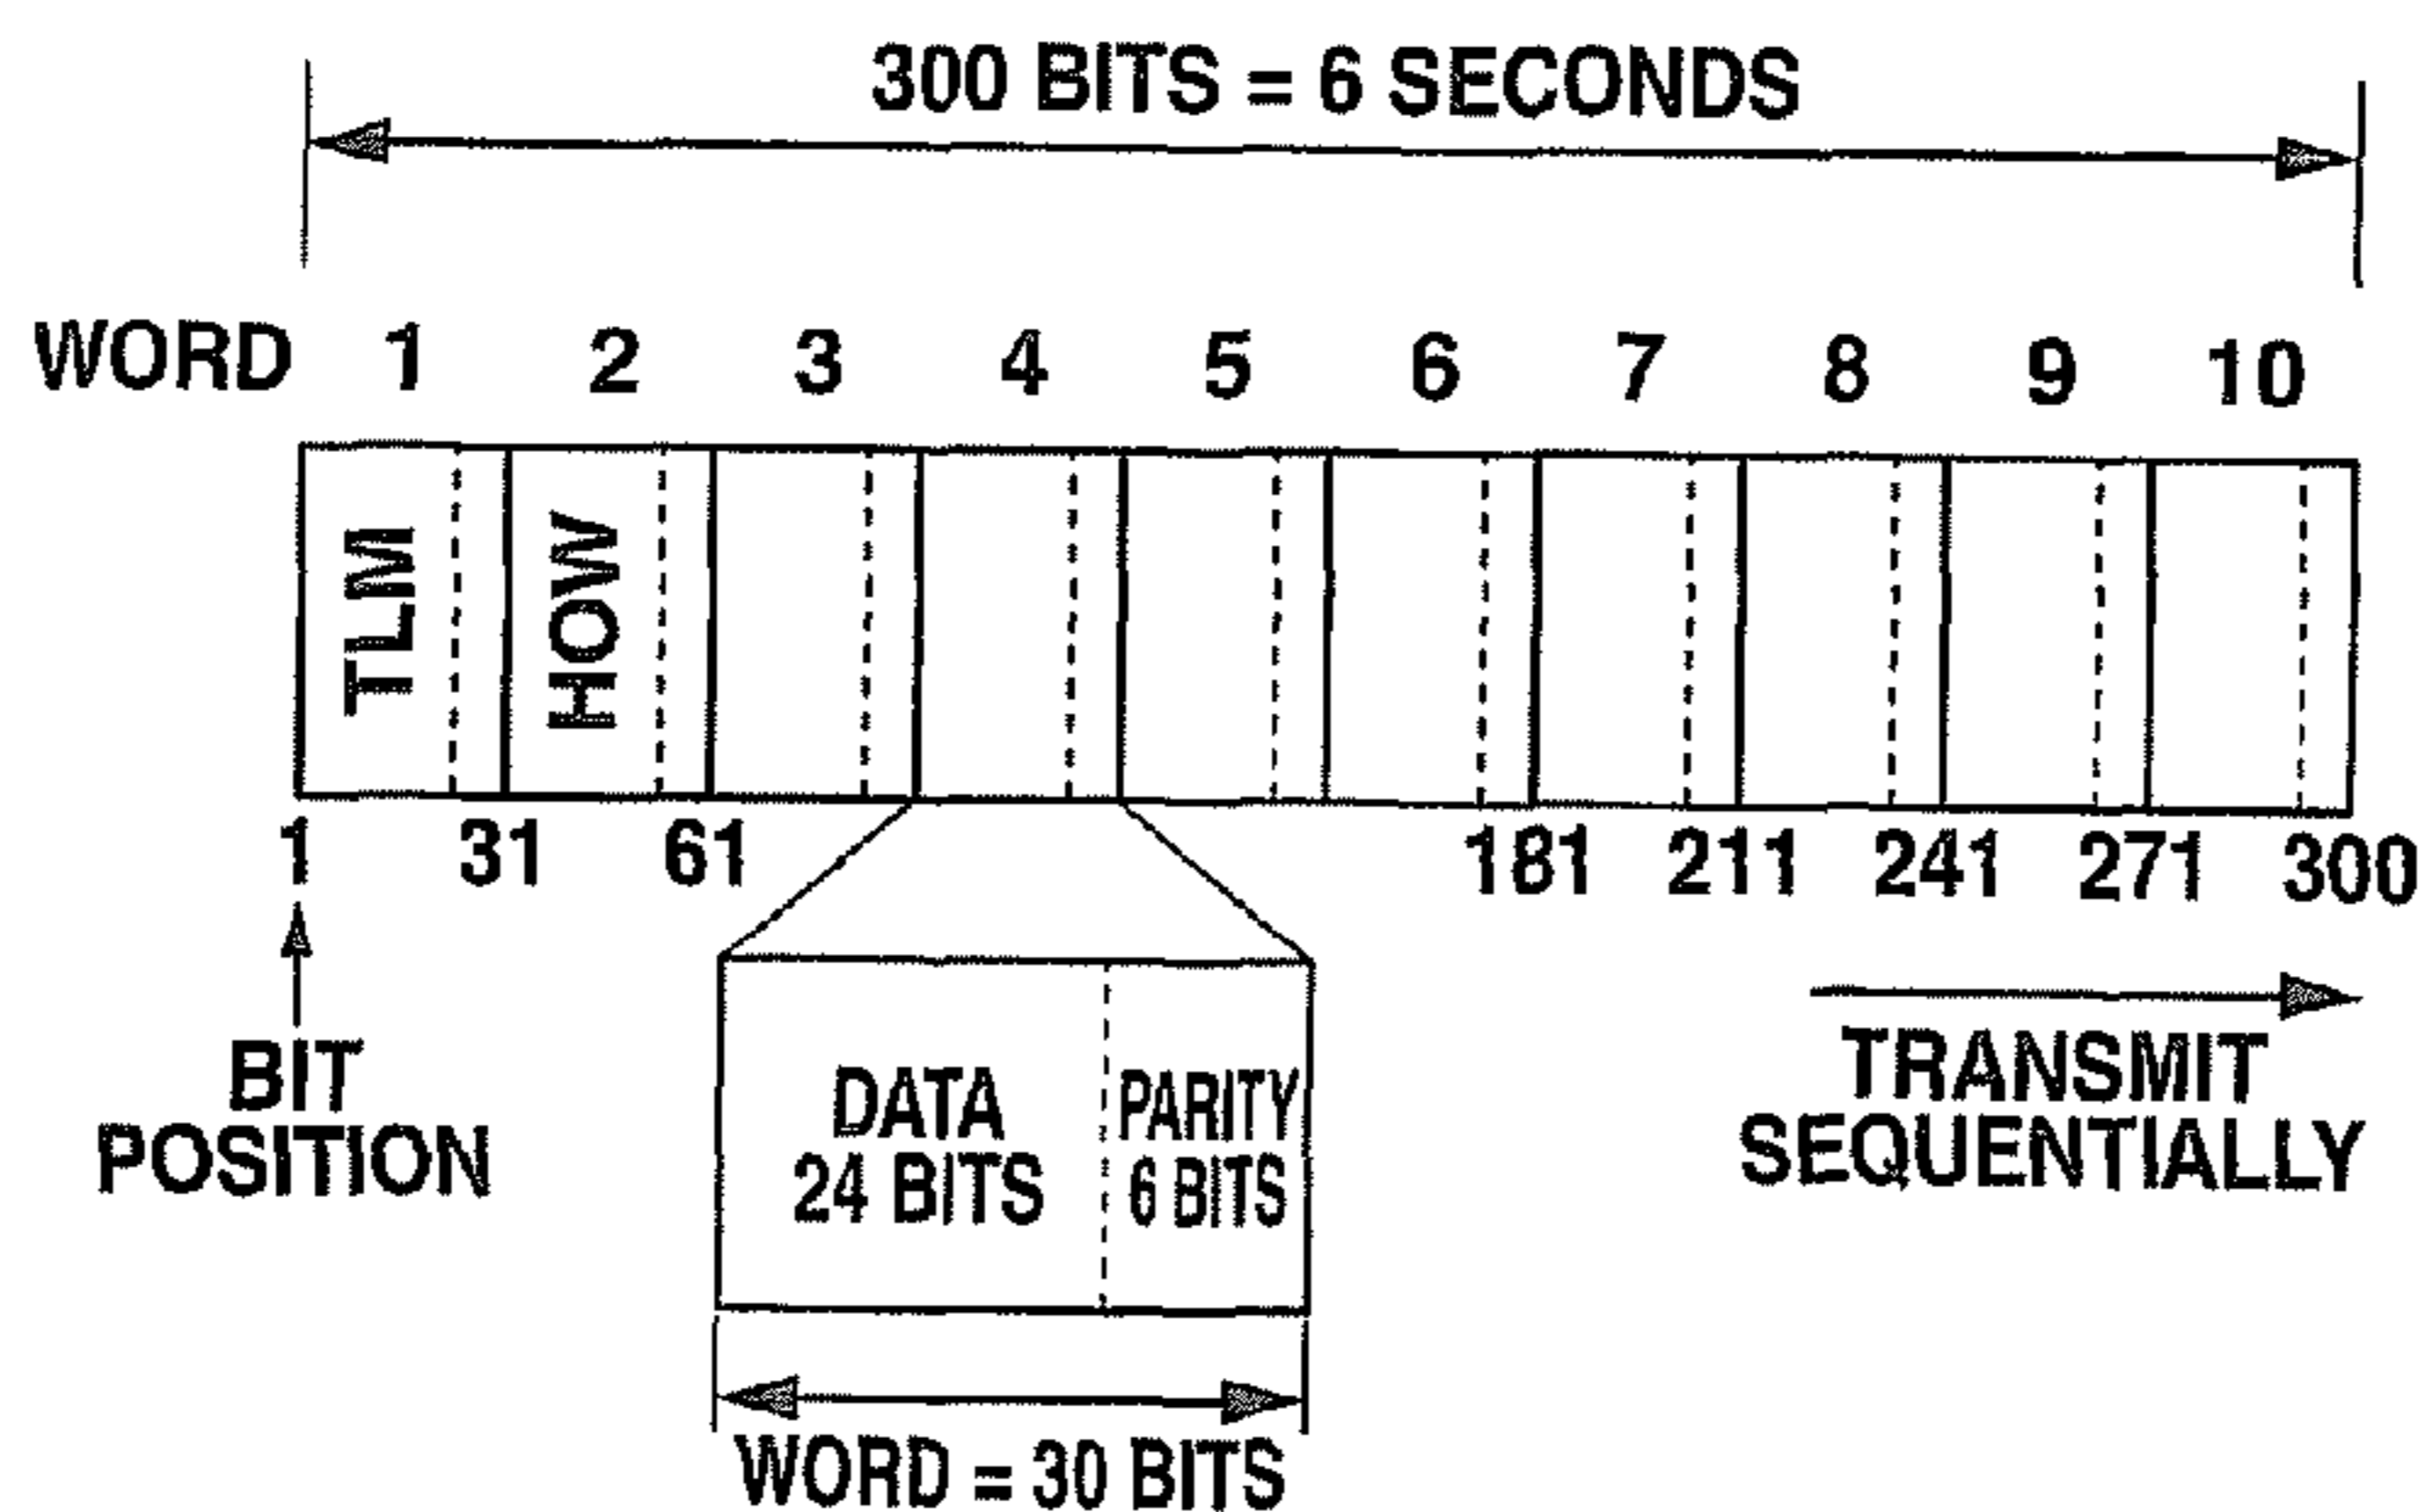 300 BITS = 6 SECONDS
WORD 1 2 3 4 5 6 7 8 9 10
TLM
HOW
1 31 61 181 211 241 271 300
BIT
POSITION
DATA
24 BITS
PARITY
6 BITS
TRANSMIT
SEQUENTIALLY
WORD = 30 BITS